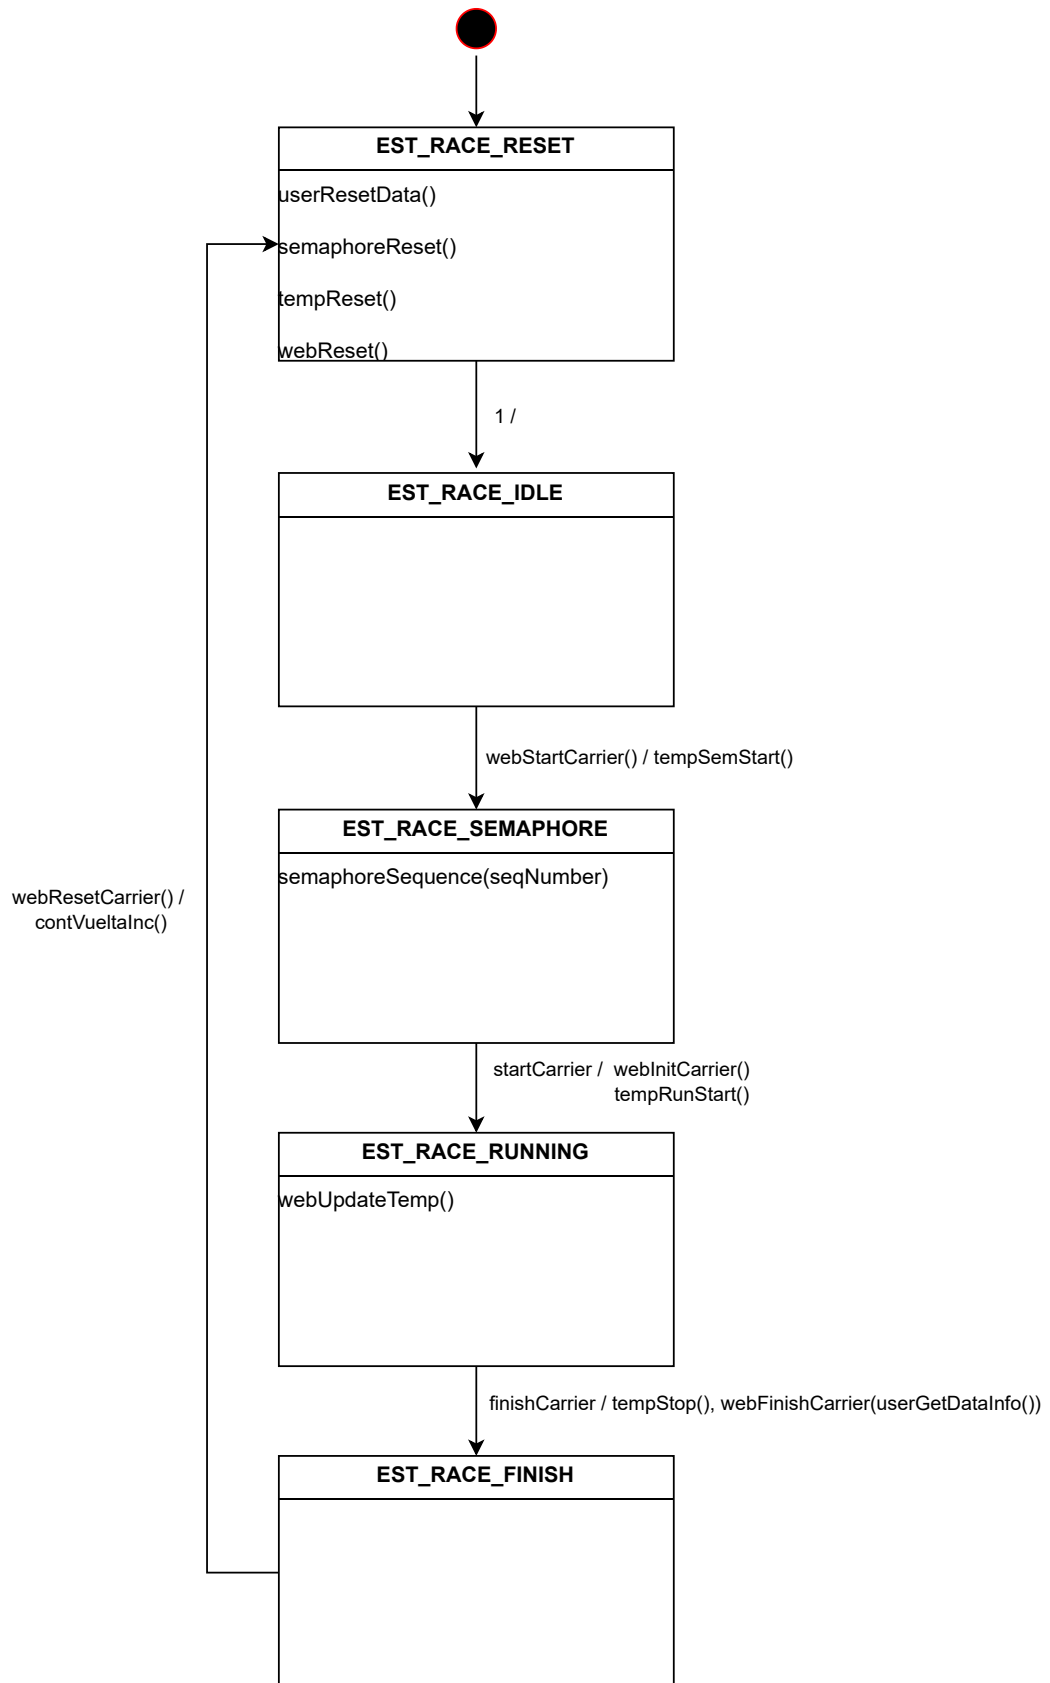 EST_RACE_RESET
userResetData()
semaphoreReset()
tempReset()
webReset()
1 /
EST_RACE_IDLE
webStartCarrier() / tempSemStart()
EST_RACE_SEMAPHORE
semaphoreSequence(seqNumber)
webResetCarrier() /
contVueltaInc()
startCarrier /  webInitCarrier()
tempRunStart()
EST_RACE_RUNNING
webUpdateTemp()
finishCarrier / tempStop(), webFinishCarrier(userGetDataInfo())
EST_RACE_FINISH